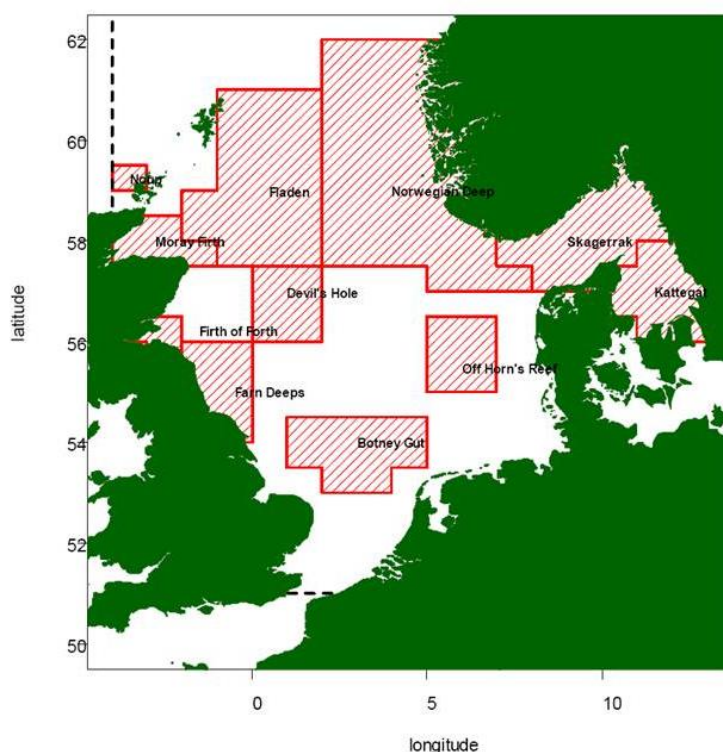 62
60
58
56
54
52
50
latitude
Noup
Fladen
Norwegian Deep
Moray Firth
Skagerrak
Devil's Hole
Kattegat
Firth of Forth
Off Horn's Reef
Farn Deeps
Botney Gut
0
5
10
longitude